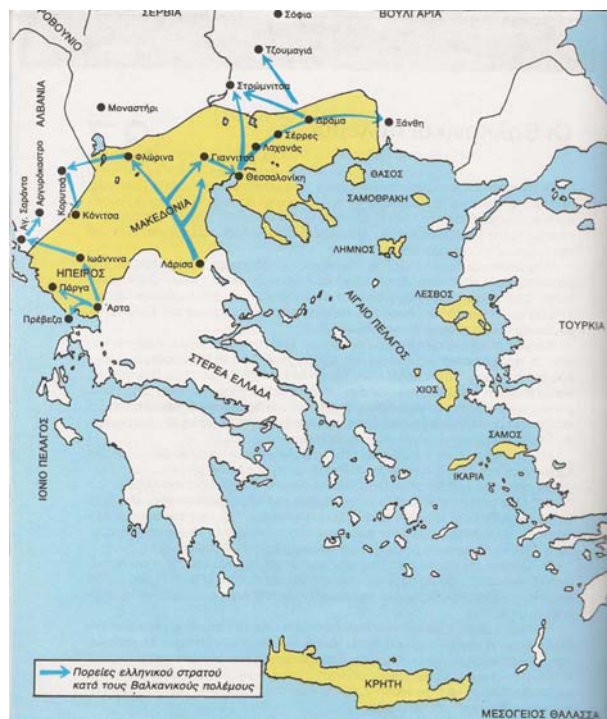 ΣΕΡΒΙΑ
Σόφια
ΒΟΥΛΓΑΡΙΑ
ΡΟΒΟΥΝΙΟ
Τζουμαγιά
Στρώμνιτσα
ΑΛΒΑΝΙΑ
Μοναστήρι
Δράμα
Ξάνθη
Σέρρες
Λαχανάς
Φλώρινα
Γιαννιτσά
Θεσσαλονίκη
ΘΑΣΟΣ
Αργυρόκαστρο
Κορυτσά
Αγ. Σαράντα
Κόνιτσα
ΜΑΚΕΔΟΝΙΑ
ΣΑΜΟΘΡΑΚΗ
ΛΗΜΝΟΣ
Ιωάννινα
Λάρισα
ΗΠΕΙΡΟΣ
Πάργα
Άρτα
Πρέβεζα
ΑΙΓΑΙΟ ΠΕΛΑΓΟΣ
ΛΕΣΒΟΣ
ΤΟΥΡΚΙΑ
ΣΤΕΡΕΑ ΕΛΛΑΔΑ
ΧΙΟΣ
ΙΟΝΙΟ ΠΕΛΑΓΟΣ
ΣΑΜΟΣ
ΙΚΑΡΙΑ
Πορείες ελληνικού στρατού
κατά τους Βαλκανικούς πολέμους
ΚΡΗΤΗ
ΜΕΣΟΓΕΙΟΣ ΘΑΛΑΣΣΑ